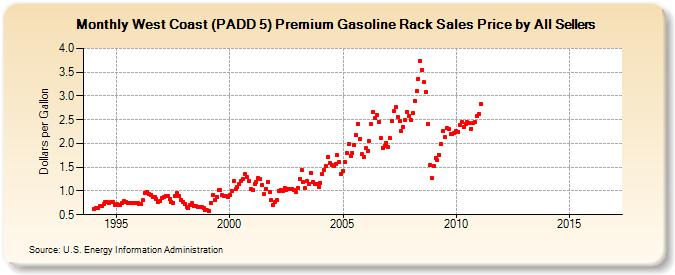 Monthly West Coast (PADD 5) Premium Gasoline Rack Sales Price by All Sellers
Dollars per Gallon
4.0
3.5
3.0
2.5
2.0
1.5
1.0
0.5
1995 2000 2005 2010 2015
Source: U.S. Energy Information Administration